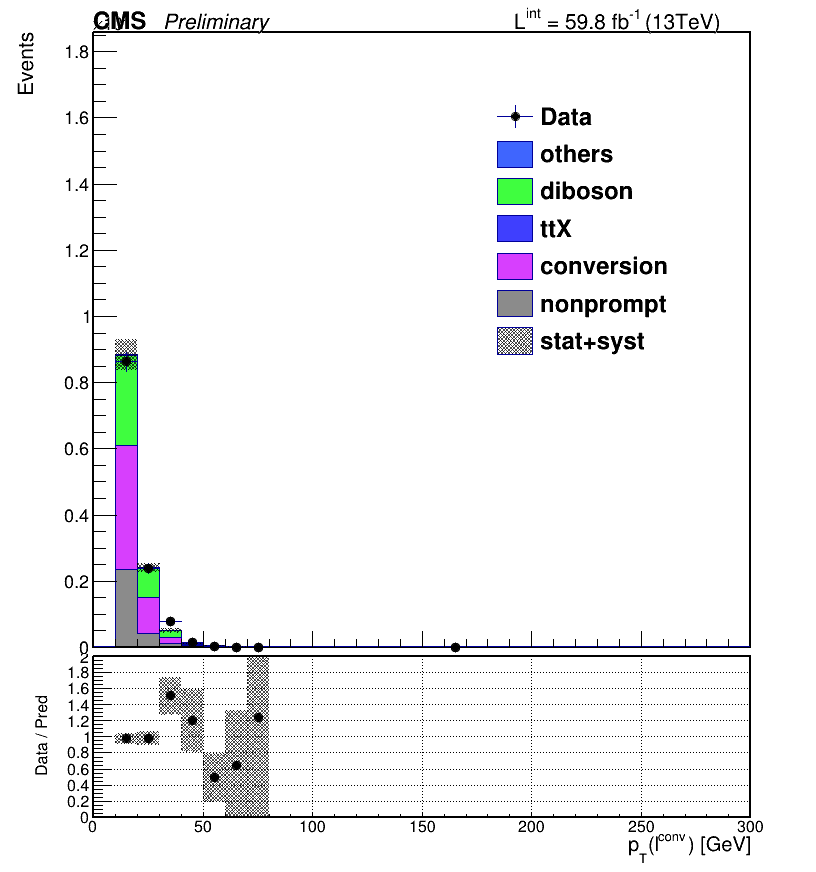 CMS Preliminary L^int = 59.8 fb^-1 (13TeV)
Events
1.8
1.6
1.4
1.2
1
0.8
0.6
0.4
0.2
0
Data
others
diboson
ttX
conversion
nonprompt
stat+syst
Data / Pred
2
1.8
1.6
1.4
1.2
1
0.8
0.6
0.4
0.2
0
0 50 100 150 200 250 300
p_T(l^conv) [GeV]